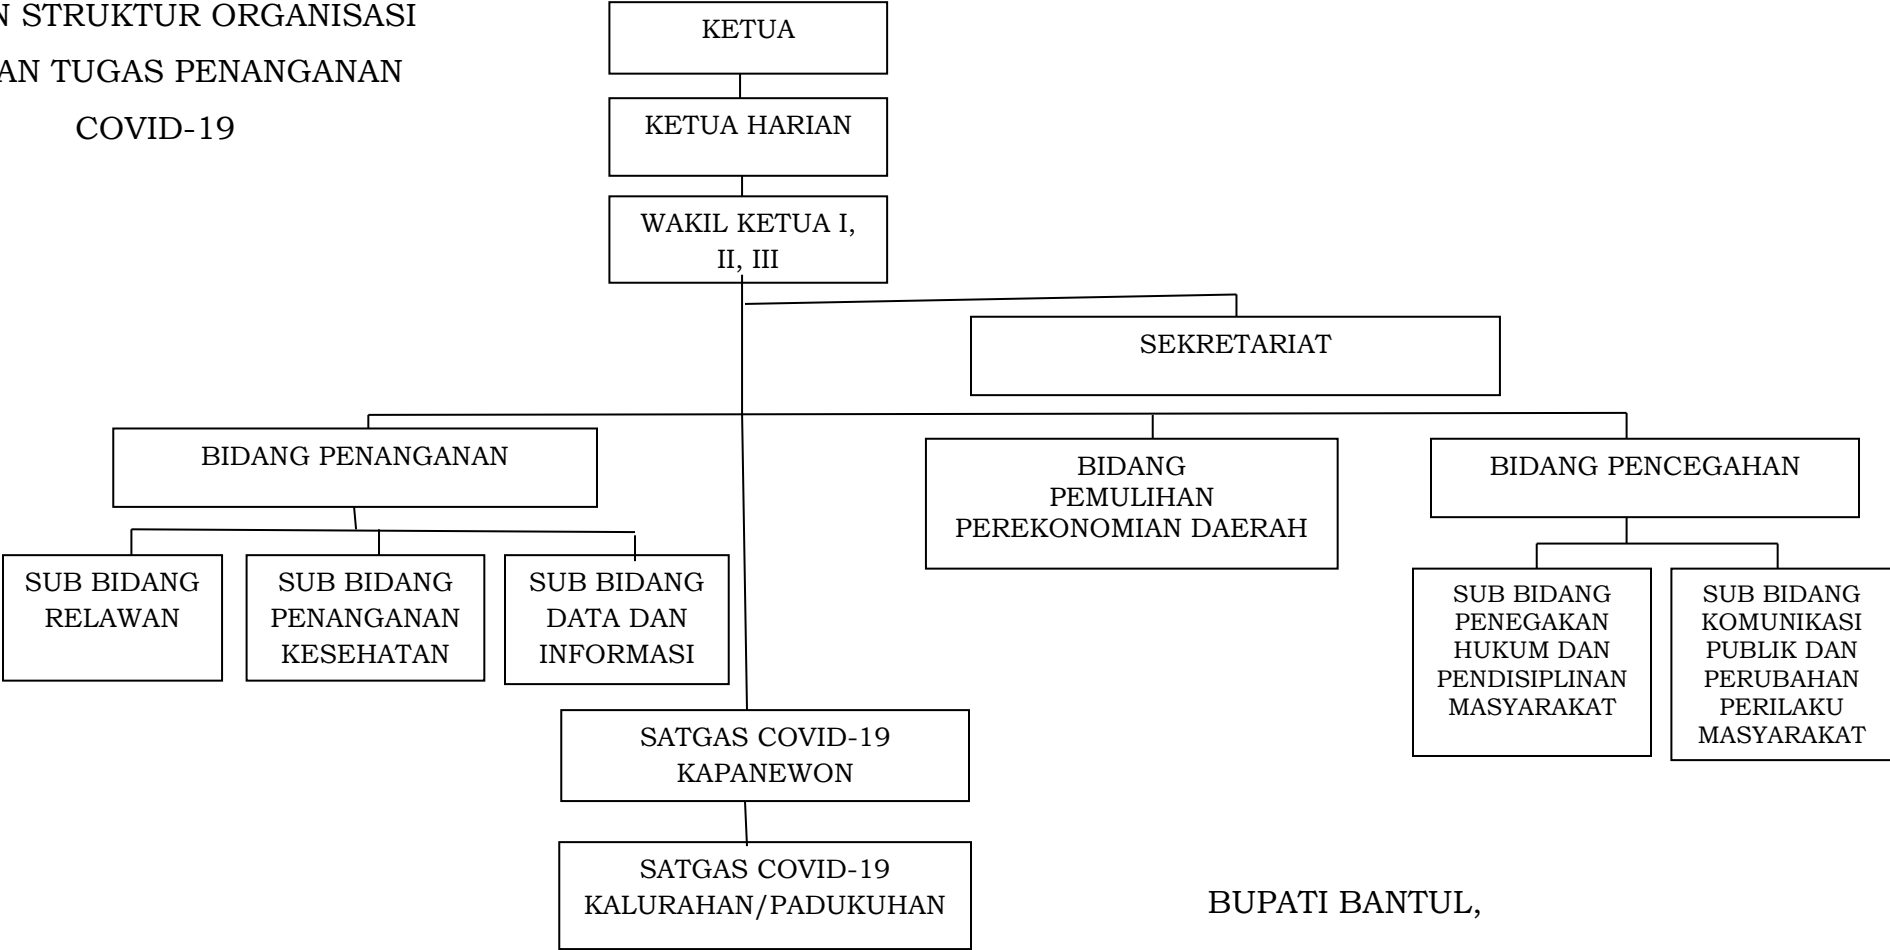 STRUKTUR ORGANISASI
TUGAS PENANGANAN
COVID-19
KETUA
KETUA HARIAN
WAKIL KETUA I,
II, III
SEKRETARIAT
BIDANG PENANGANAN
BIDANG
PEMULIHAN
PEREKONOMIAN DAERAH
BIDANG PENCEGAHAN
SUB BIDANG
RELAWAN
SUB BIDANG
PENANGANAN
KESEHATAN
SUB BIDANG
DATA DAN
INFORMASI
SUB BIDANG
PENEGAKAN
HUKUM DAN
PENDISIPLINAN
MASYARAKAT
SUB BIDANG
KOMUNIKASI
PUBLIK DAN
PERUBAHAN
PERILAKU
MASYARAKAT
SATGAS COVID-19
KAPANEWON
SATGAS COVID-19
KALURAHAN/PADUKUHAN
BUPATI BANTUL,